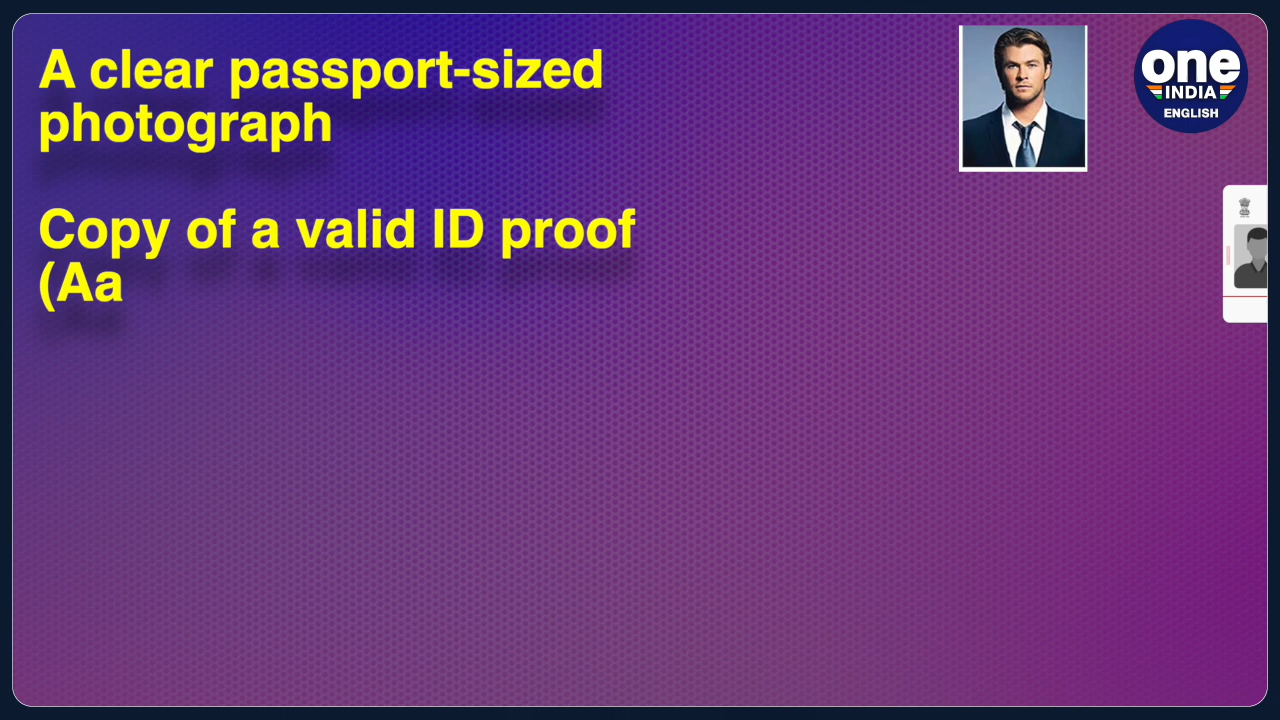 A clear passport-sized
photograph
Copy of a valid ID proof
(Aa
one
INDIA
ENGLISH